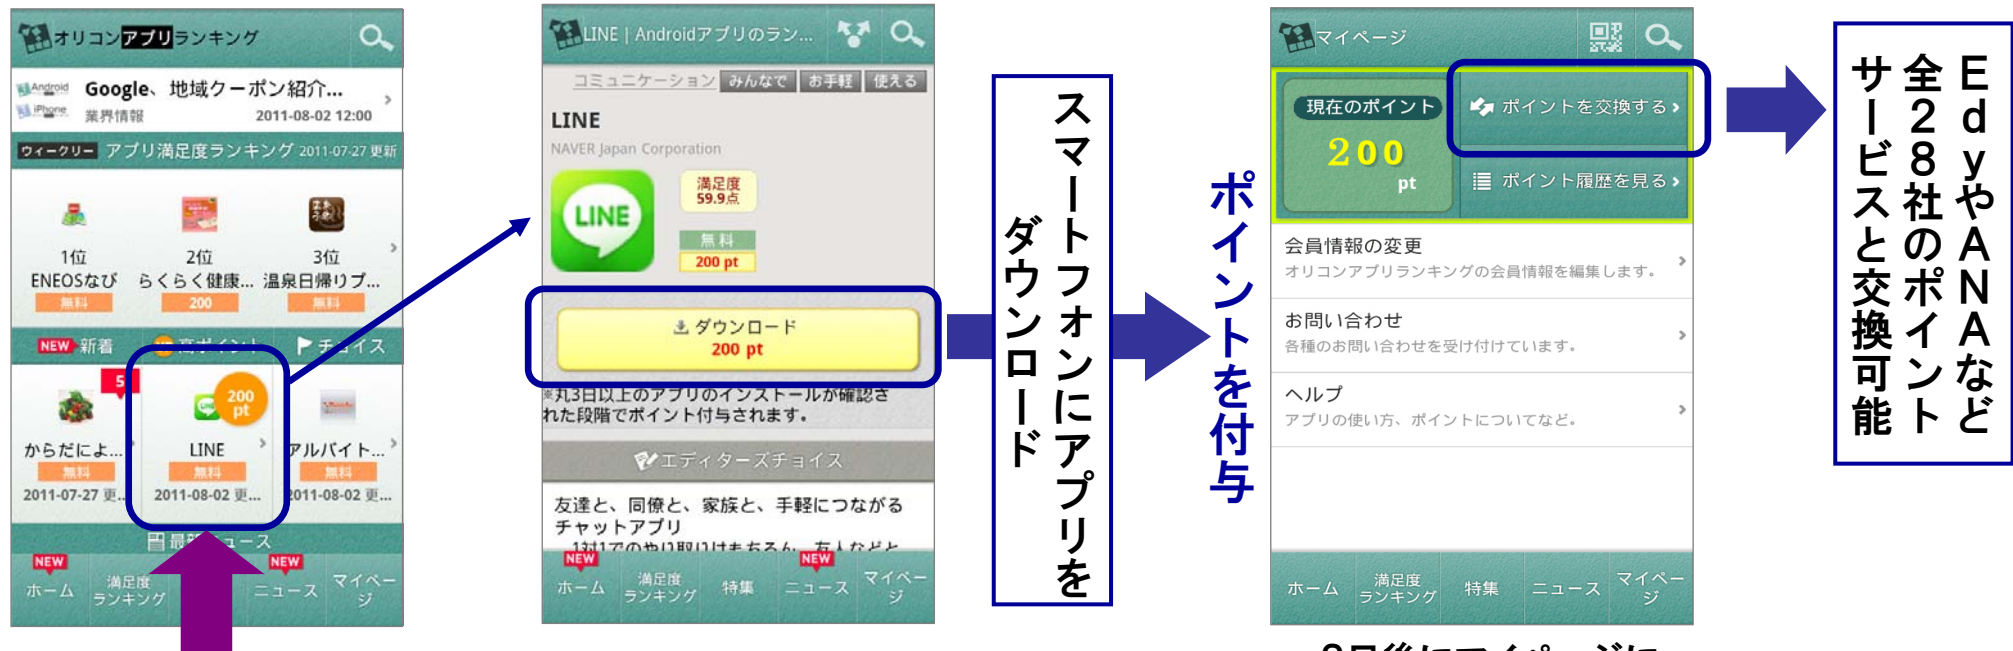 オリコンアプリランキング
Android
iPhone
Google、地域クーポン紹介...
業界情報
2011-08-02 12:00
ウィークリー アプリ満足度ランキング 2011-07-27 更新
1位
ENEOSなび
無料
2位
らくらく健康...
200
3位
温泉日帰りプ...
無料
NEW 新着
高ポイント
チョイス
5
からだによ...
無料
2011-07-27 更...
200
pt
LINE
無料
2011-08-02 更...
アルバイト...
無料
2011-08-02 更...
NEW
ホーム
満足度
ランキング
NEW
ニュース
マイペー
ジ
LINE | Androidアプリのラン...
コミュニケーション みんなで お手軽 使える
LINE
NAVER Japan Corporation
LINE
満足度
59.9点
無料
200 pt
ダウンロード
200 pt
※丸3日以上のアプリのインストールが確認さ
れた段階でポイント付与されます。
エディターズチョイス
友達と、同僚と、家族と、手軽につながる
チャットアプリ
NEW
ホーム
満足度
ランキング
特集
NEW
ニュース
マイペー
ジ
スマートフォンにアプリを
ダウンロード
ポイントを付与
マイページ
現在のポイント
200
pt
ポイントを交換する
ポイント履歴を見る
会員情報の変更
オリコンアプリランキングの会員情報を編集します。
お問い合わせ
各種のお問い合わせを受け付けています。
ヘルプ
アプリの使い方、ポイントについてなど。
ホーム
満足度
ランキング
特集
ニュース
マイペー
ジ
EdyやANAなど
全28社のポイント
サービスと交換可能